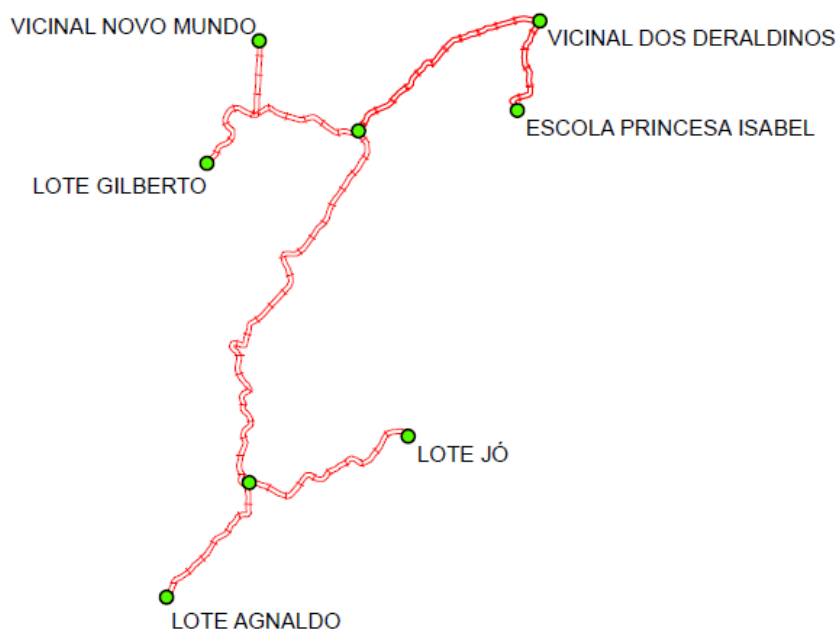 VICINAL NOVO MUNDO
VICINAL DOS DERALDINOS
ESCOLA PRINCESA ISABEL
LOTE GILBERTO
LOTE JÓ
LOTE AGNALDO